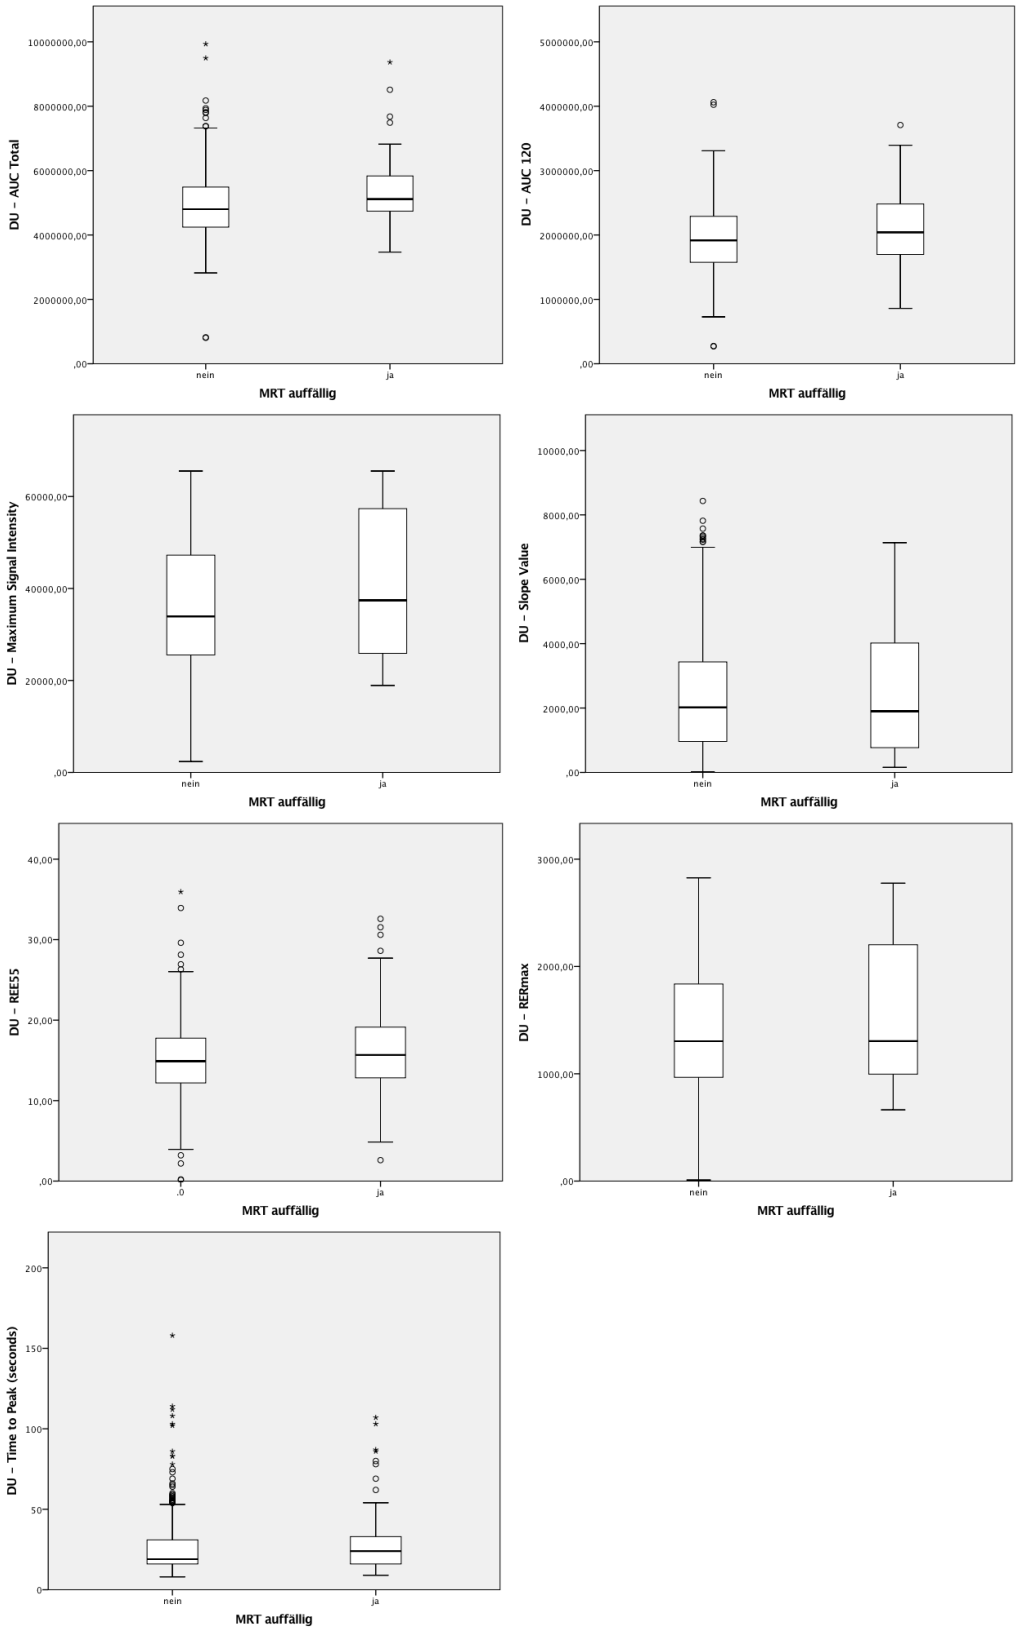 DU – AUC Total
10000000,00
8000000,00
6000000,00
4000000,00
2000000,00
,00
nein ja
MRT auffällig
DU – AUC 120
5000000,00
4000000,00
3000000,00
2000000,00
1000000,00
,00
nein ja
MRT auffällig
DU – Maximum Signal Intensity
60000,00
40000,00
20000,00
,00
nein ja
MRT auffällig
DU – Slope Value
10000,00
8000,00
6000,00
4000,00
2000,00
,00
nein ja
MRT auffällig
DU – REE55
40,00
30,00
20,00
10,00
,00
.0 ja
MRT auffällig
DU – RERmax
3000,00
2000,00
1000,00
,00
nein ja
MRT auffällig
DU – Time to Peak (seconds)
200
150
100
50
0
nein ja
MRT auffällig